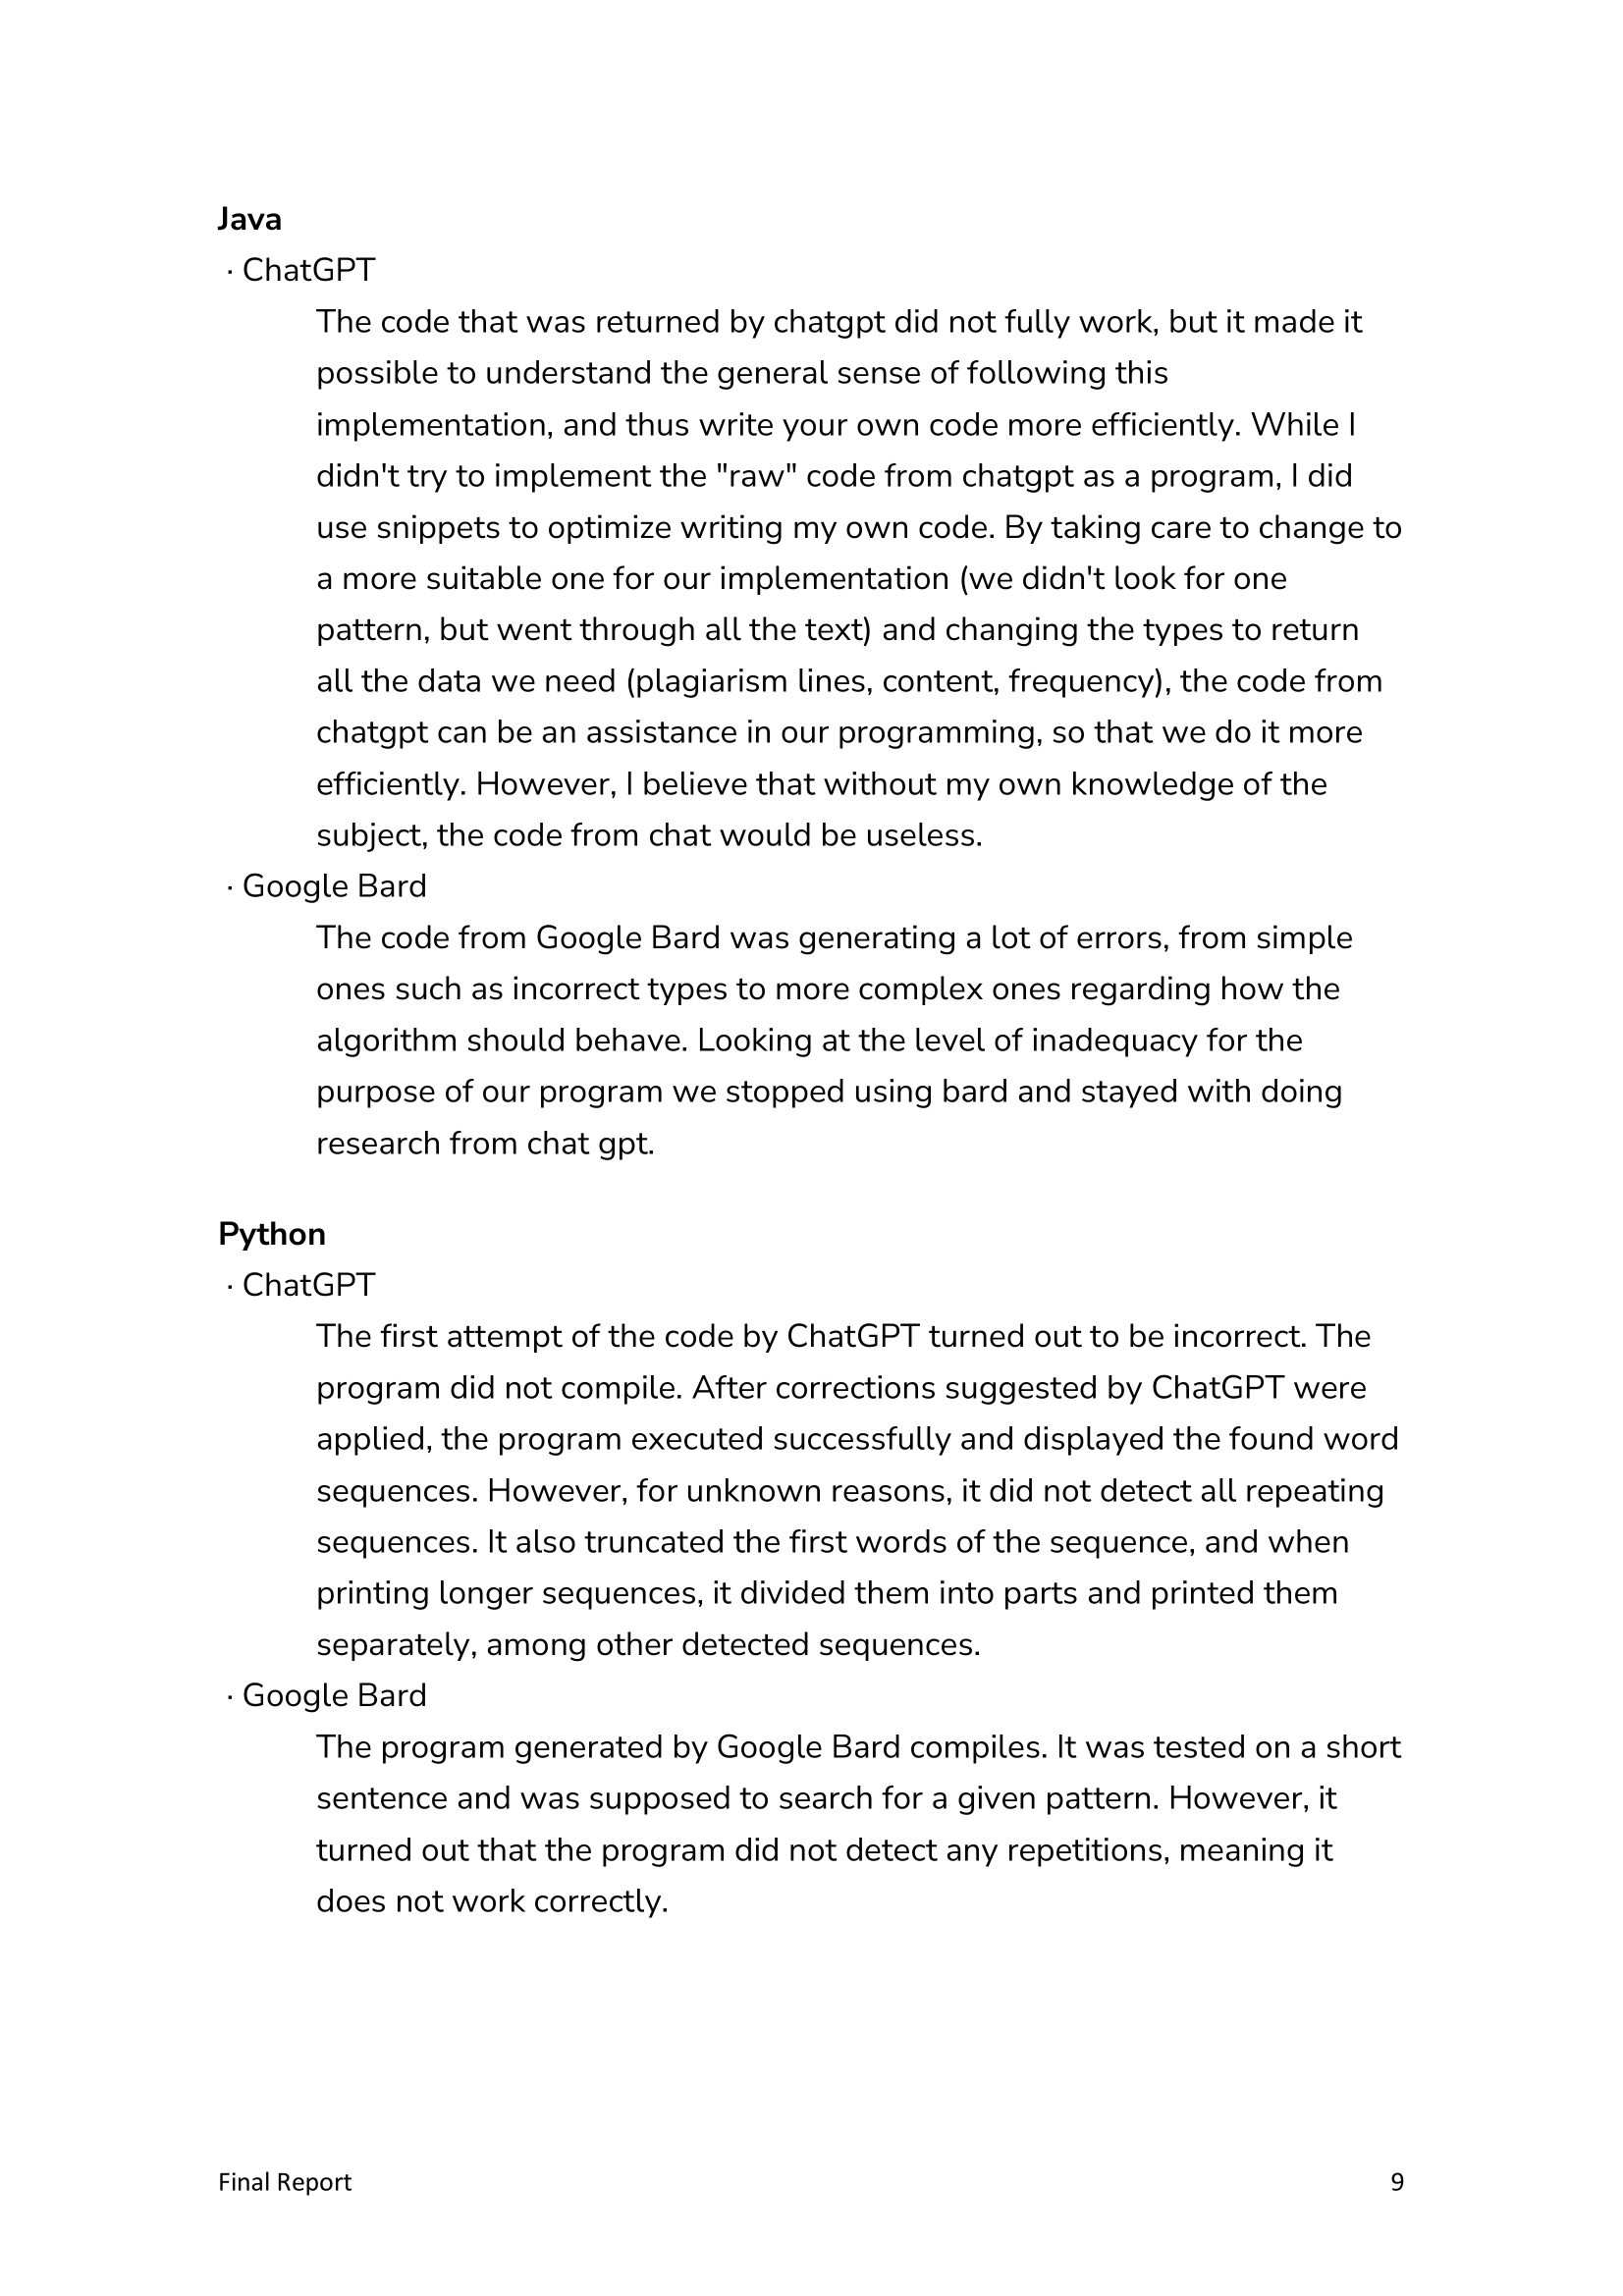 Java
· ChatGPT
The code that was returned by chatgpt did not fully work, but it made it
possible to understand the general sense of following this
implementation, and thus write your own code more efficiently. While I
didn't try to implement the "raw" code from chatgpt as a program, I did
use snippets to optimize writing my own code. By taking care to change to
a more suitable one for our implementation (we didn't look for one
pattern, but went through all the text) and changing the types to return
all the data we need (plagiarism lines, content, frequency), the code from
chatgpt can be an assistance in our programming, so that we do it more
efficiently. However, I believe that without my own knowledge of the
subject, the code from chat would be useless.
· Google Bard
The code from Google Bard was generating a lot of errors, from simple
ones such as incorrect types to more complex ones regarding how the
algorithm should behave. Looking at the level of inadequacy for the
purpose of our program we stopped using bard and stayed with doing
research from chat gpt.
Python
· ChatGPT
The first attempt of the code by ChatGPT turned out to be incorrect. The
program did not compile. After corrections suggested by ChatGPT were
applied, the program executed successfully and displayed the found word
sequences. However, for unknown reasons, it did not detect all repeating
sequences. It also truncated the first words of the sequence, and when
printing longer sequences, it divided them into parts and printed them
separately, among other detected sequences.
· Google Bard
The program generated by Google Bard compiles. It was tested on a short
sentence and was supposed to search for a given pattern. However, it
turned out that the program did not detect any repetitions, meaning it
does not work correctly.
Final Report 9